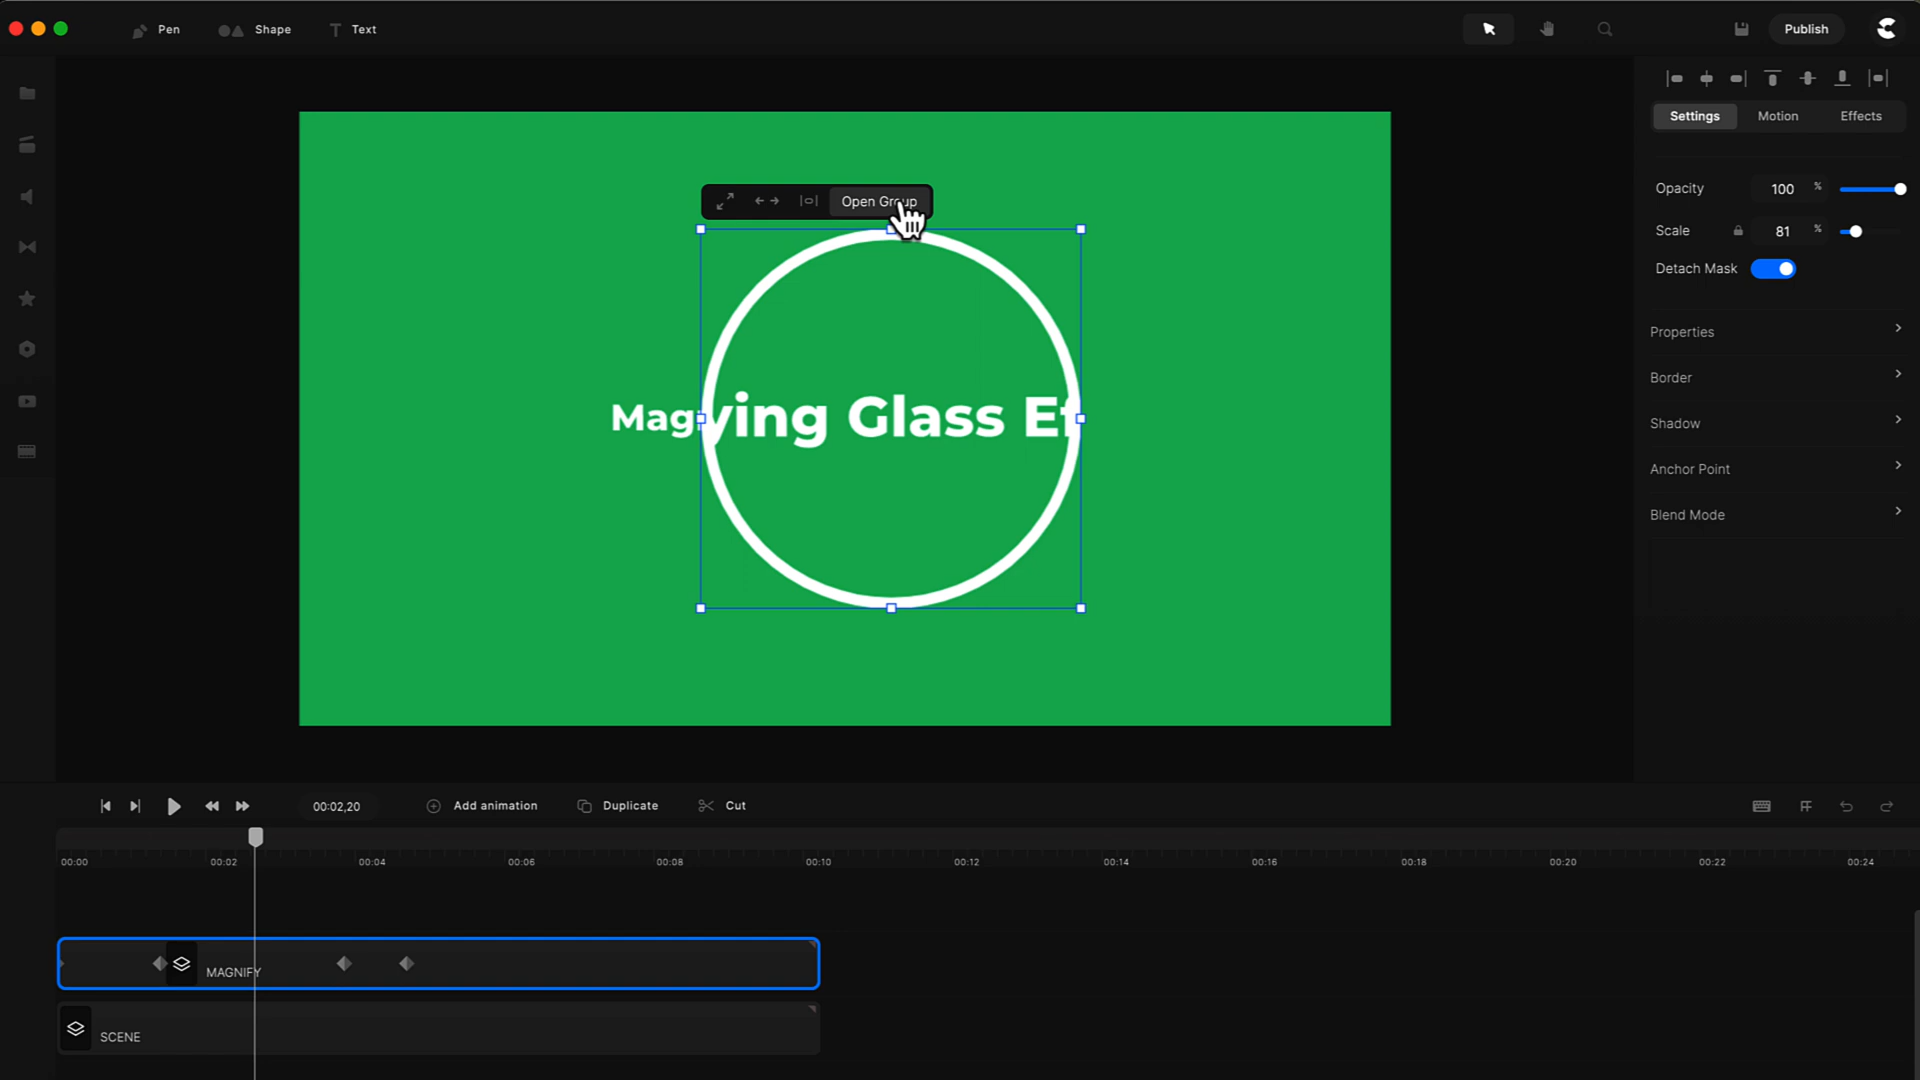 Pen Shape Text Publish
Settings Motion Effects
Opacity 100 %
Scale 81 %
Detach Mask
Properties
Border
Shadow
Anchor Point
Blend Mode
Open Group
Magnifying Glass Ef
00:02,20 Add animation Duplicate Cut
00:00 00:02 00:04 00:06 00:08 00:10 00:12 00:14 00:16 00:18 00:20 00:22 00:24
MAGNIFY
SCENE